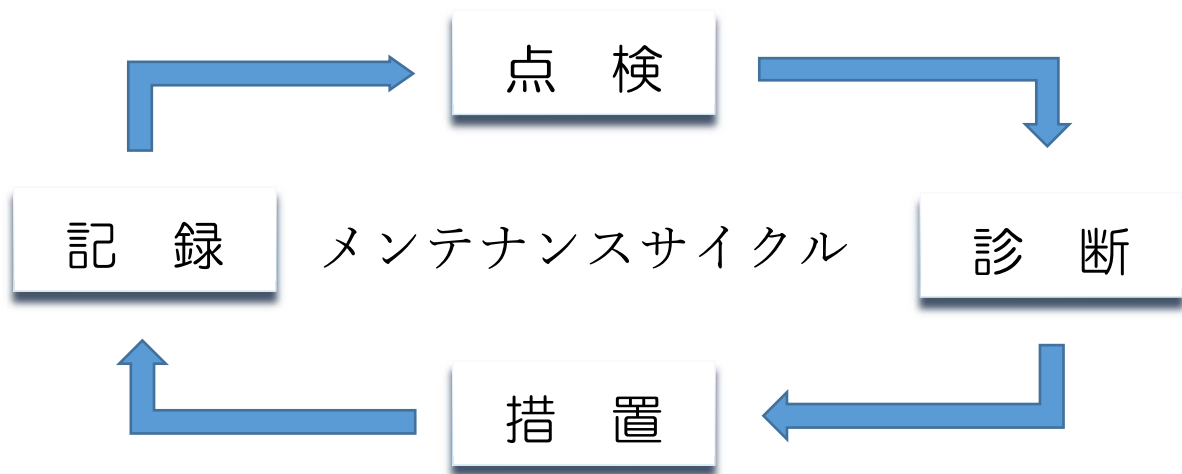 点 検
記 録
メンテナンスサイクル
診 断
措 置